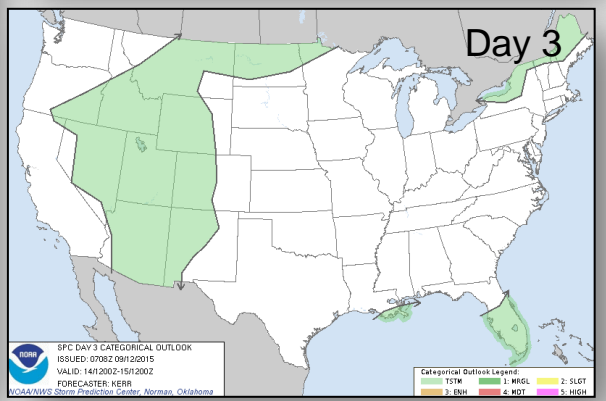 Day 3
NOAA
SPC DAY 3 CATEGORICAL OUTLOOK
ISSUED: 0708Z 09/12/2015
VALID: 14/1200Z-15/1200Z
FORECASTER: KERR
NOAA/NWS Storm Prediction Center, Norman, Oklahoma
Categorical Outlook Legend:
TSTM 1: MRGL 2: SLGT
3: ENH 4: MDT 5: HIGH